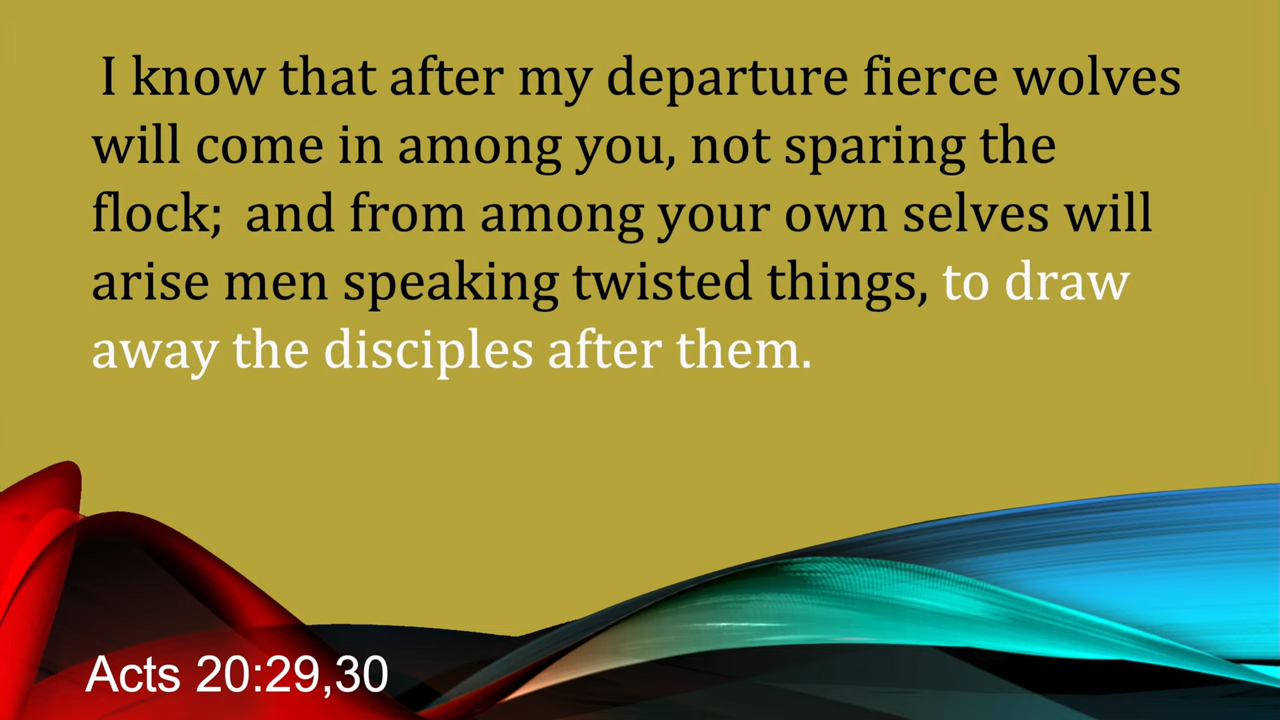 I know that after my departure fierce wolves
will come in among you, not sparing the
flock; and from among your own selves will
arise men speaking twisted things, to draw
away the disciples after them.
Acts 20:29,30